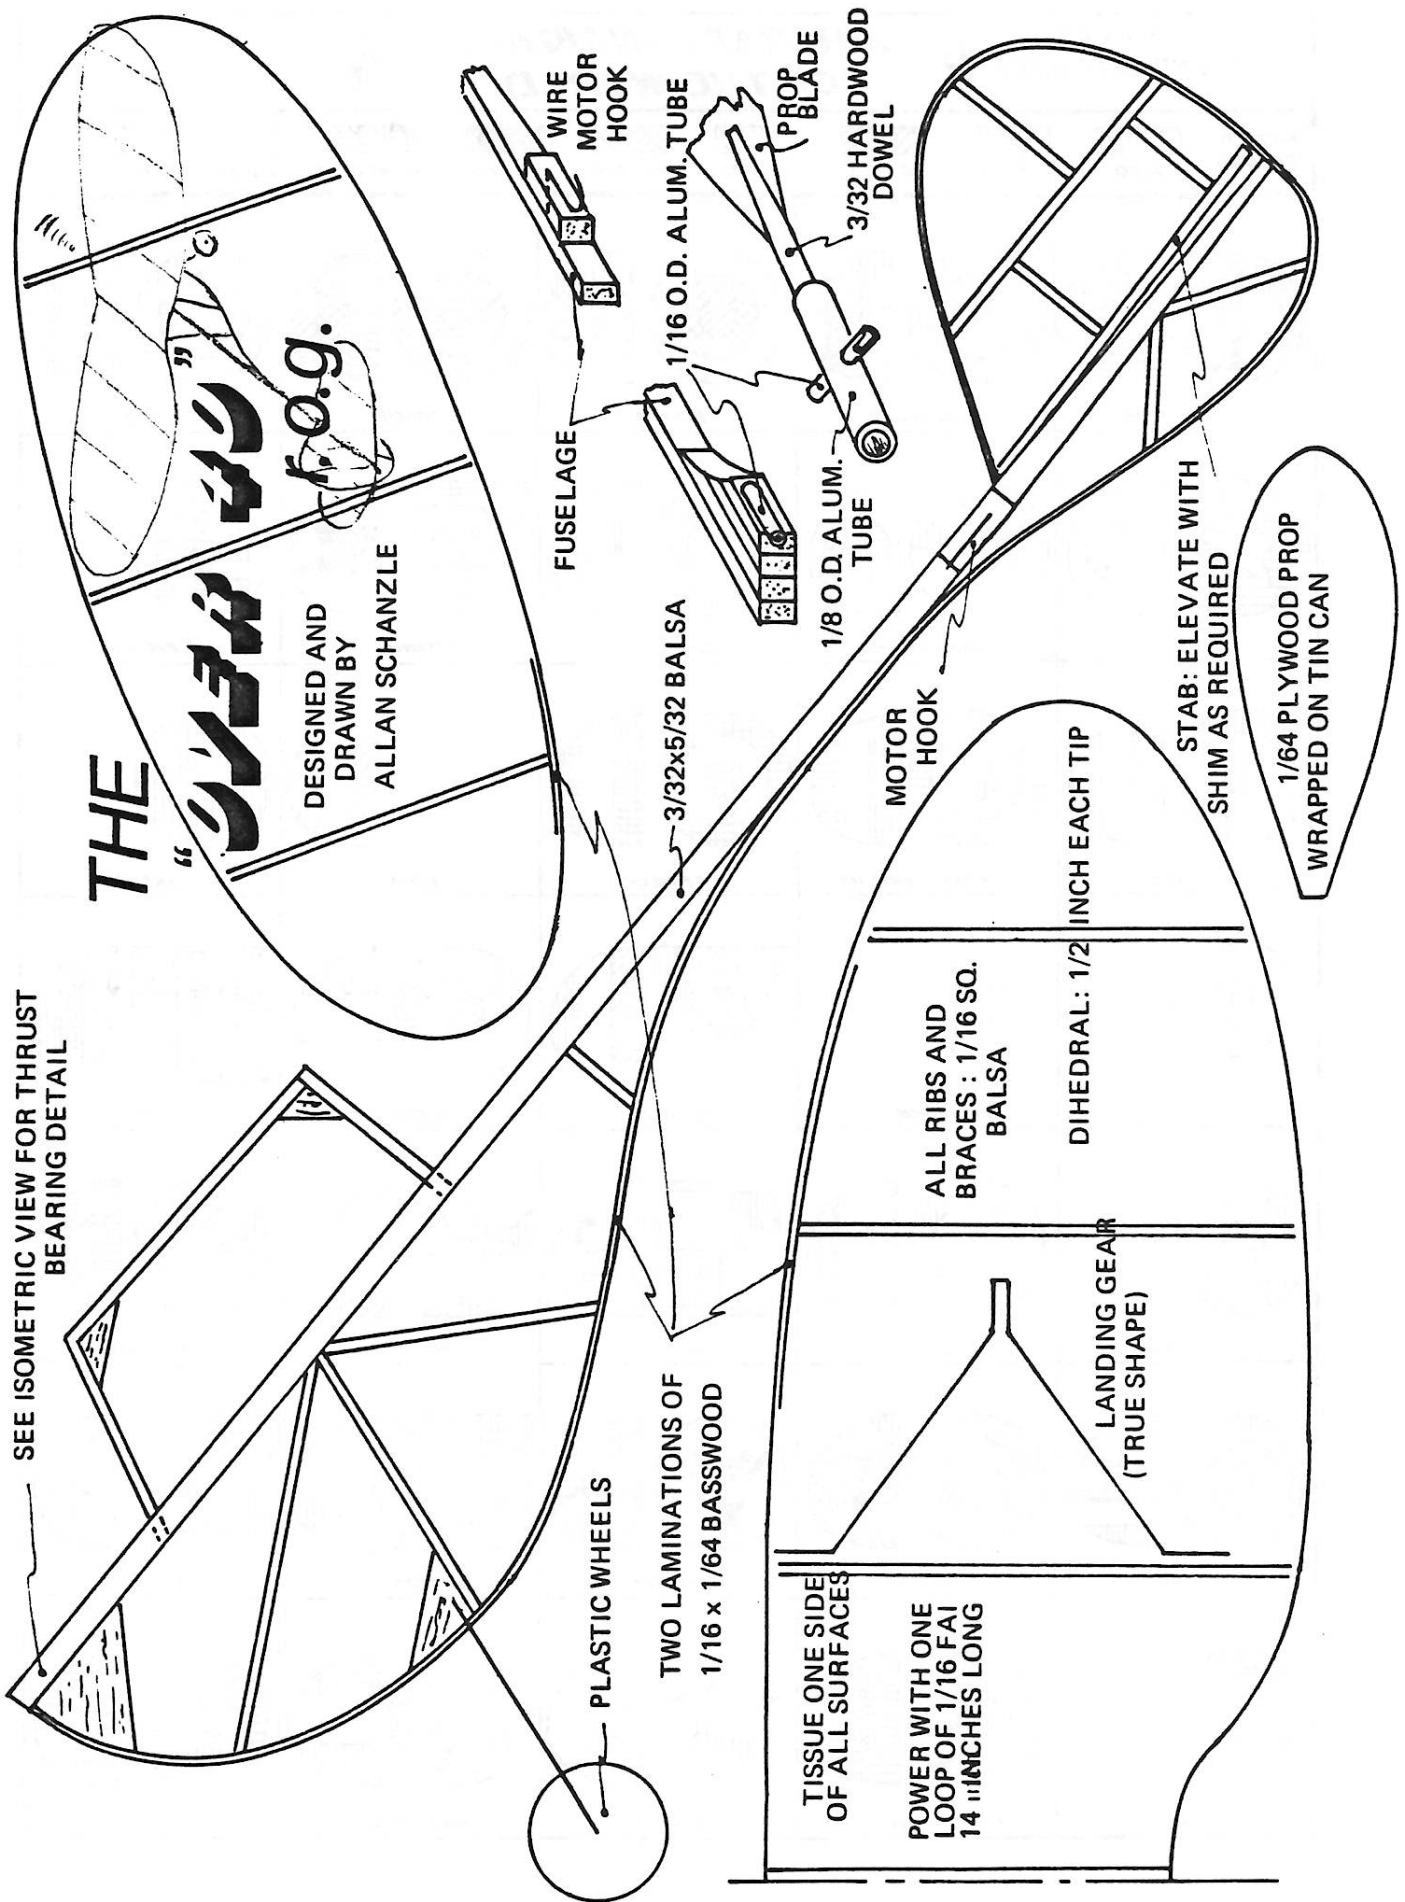 SEE ISOMETRIC VIEW FOR THRUST
BEARING DETAIL
THE
“OVER 40”
r.o.g.
DESIGNED AND
DRAWN BY
ALLAN SCHANZLE
WIRE
MOTOR
HOOK
FUSELAGE
1/16 O.D. ALUM. TUBE
PROP
BLADE
3/32 HARDWOOD
DOWEL
1/8 O.D. ALUM.
TUBE
3/32x5/32 BALSA
PLASTIC WHEELS
TWO LAMINATIONS OF
1/16 x 1/64 BASSWOOD
MOTOR
HOOK
STAB: ELEVATE WITH
SHIM AS REQUIRED
1/64 PLYWOOD PROP
WRAPPED ON TIN CAN
TISSUE ONE SIDE
OF ALL SURFACES
POWER WITH ONE
LOOP OF 1/16 FAI
14 INCHES LONG
LANDING GEAR
(TRUE SHAPE)
ALL RIBS AND
BRACES : 1/16 SQ.
BALSA
DIHEDRAL: 1/2 INCH EACH TIP